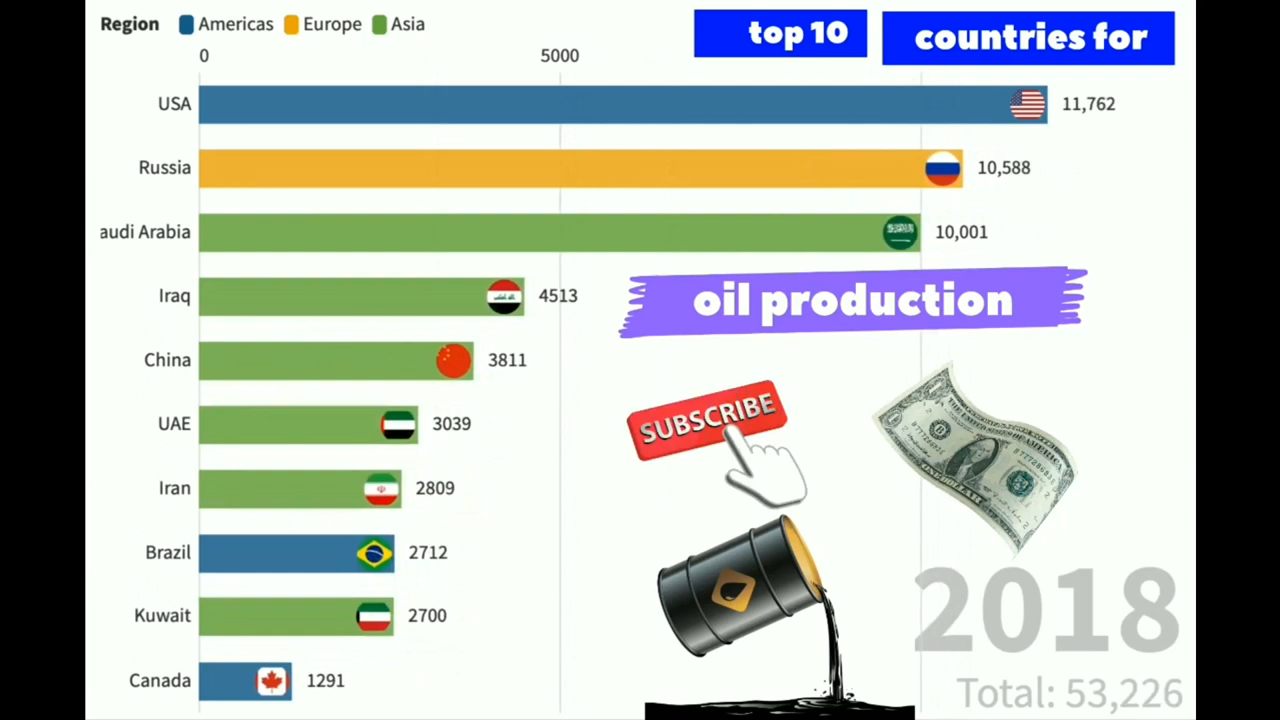 Region Americas Europe Asia
top 10 countries for
0 5000
USA 11,762
Russia 10,588
audi Arabia 10,001
Iraq 4513
oil production
China 3811
SUBSCRIBE
UAE 3039
Iran 2809
Brazil 2712
Kuwait 2700
Canada 1291
2018
Total: 53,226